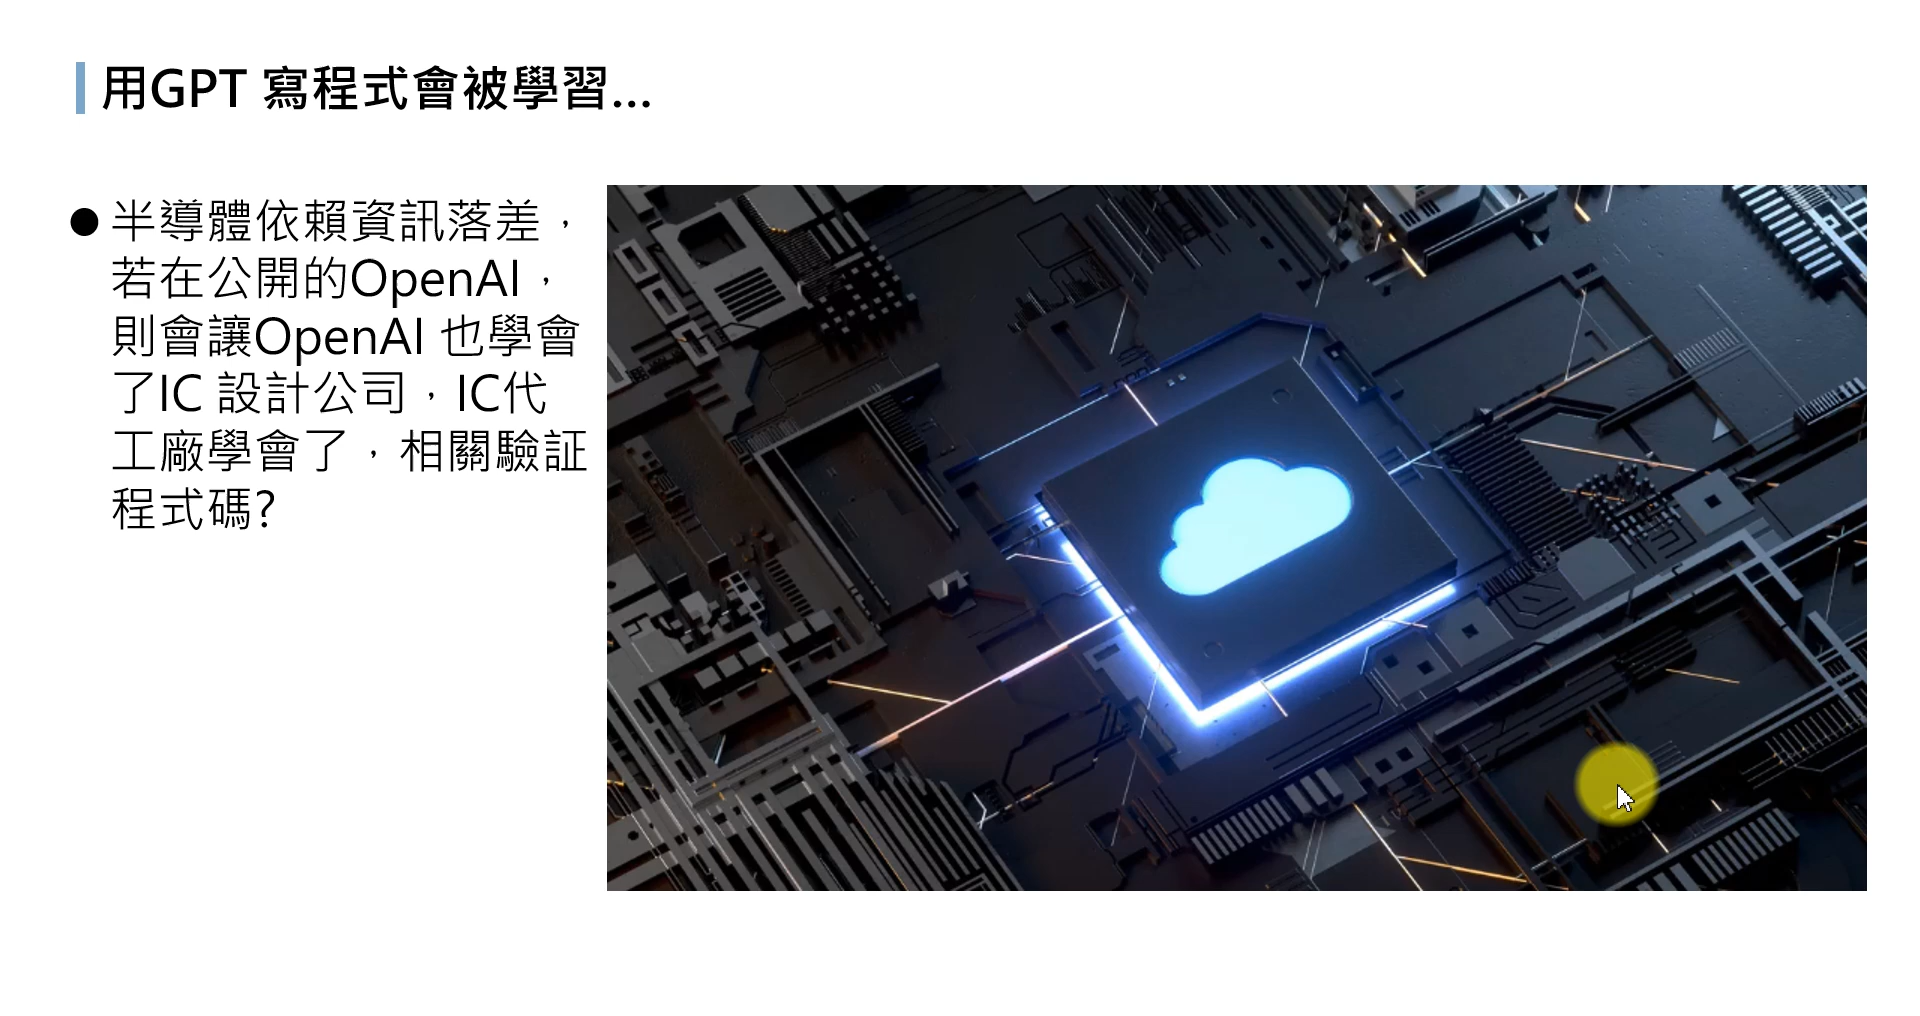 用GPT 寫程式會被學習...
● 半導體依賴資訊落差，
若在公開的OpenAI，
則會讓OpenAI 也學會
了IC 設計公司，IC代
工廠學會了，相關驗証
程式碼?